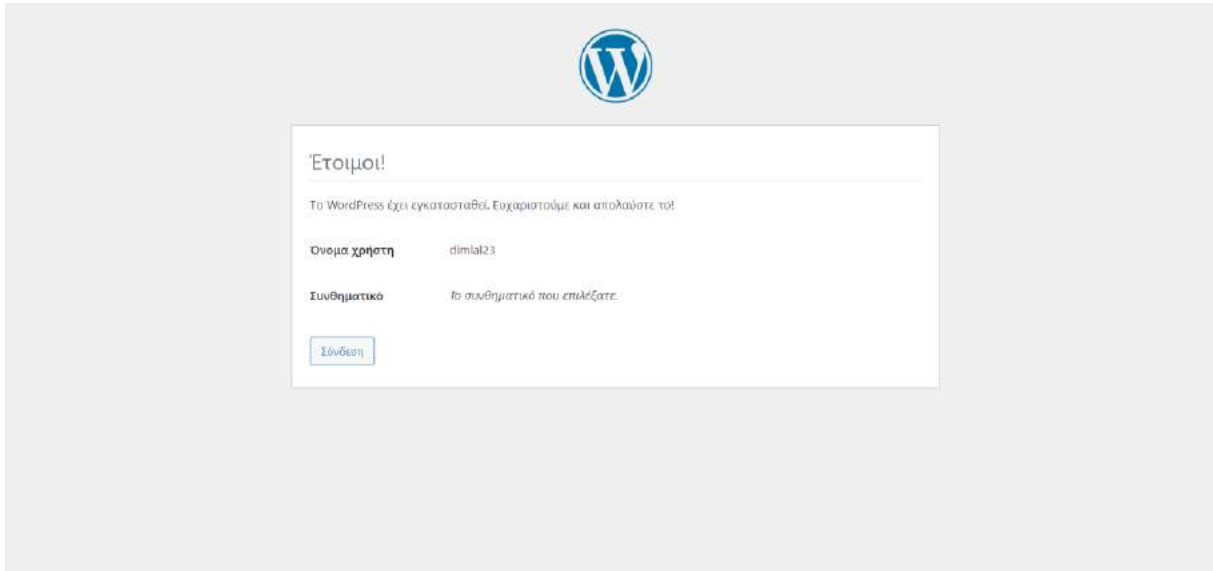 Έτοιμοι!
Το WordPress έχει εγκατασταθεί. Ευχαριστούμε και απολαύστε το!
Όνομα χρήστη dimlal23
Συνθηματικό Το συνθηματικό που επιλέξατε.
Σύνδεση